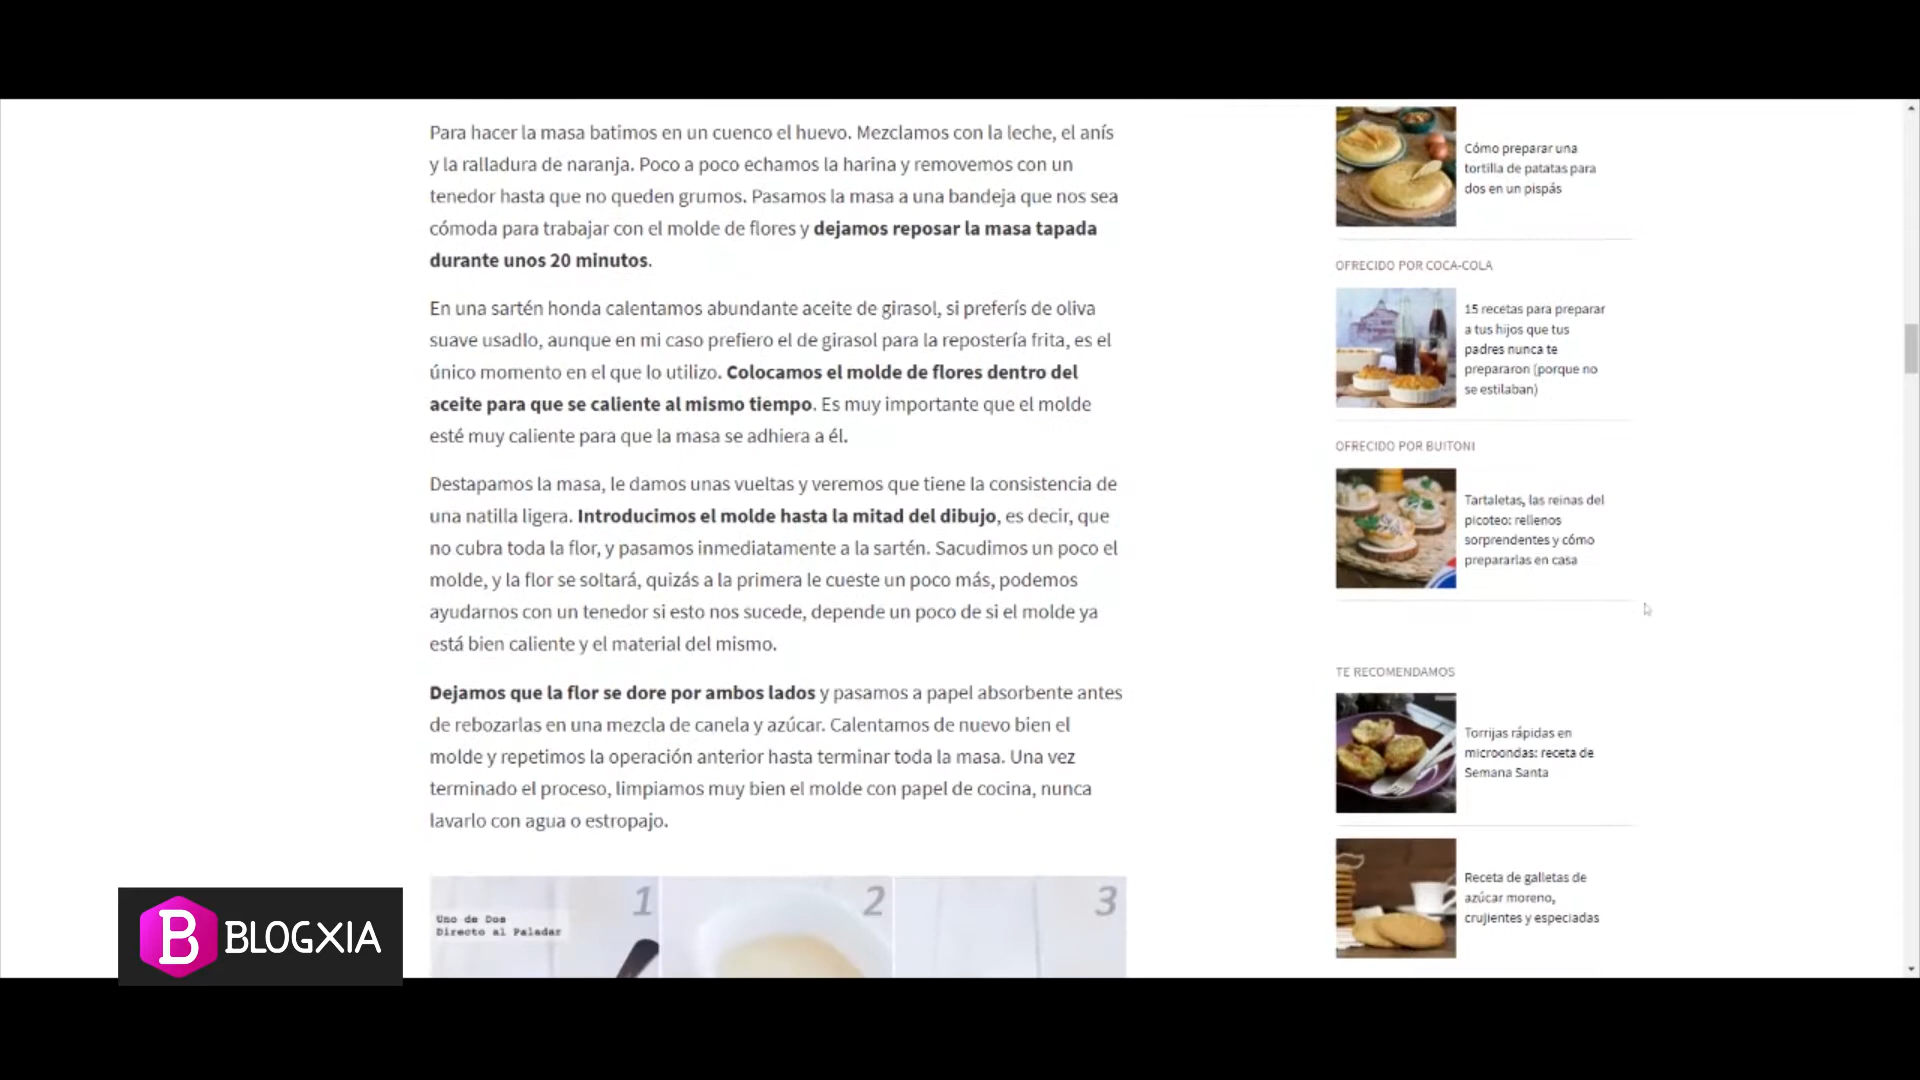 Para hacer la masa batimos en un cuenco el huevo. Mezclamos con la leche, el anís
y la ralladura de naranja. Poco a poco echamos la harina y removemos con un
tenedor hasta que no queden grumos. Pasamos la masa a una bandeja que nos sea
cómoda para trabajar con el molde de flores y dejamos reposar la masa tapada
durante unos 20 minutos.
En una sartén honda calentamos abundante aceite de girasol, si preferís de oliva
suave usadlo, aunque en mi caso prefiero el de girasol para la repostería frita, es el
único momento en el que lo utilizo. Colocamos el molde de flores dentro del
aceite para que se caliente al mismo tiempo. Es muy importante que el molde
esté muy caliente para que la masa se adhiera a él.
Destapamos la masa, le damos unas vueltas y veremos que tiene la consistencia de
una natilla ligera. Introducimos el molde hasta la mitad del dibujo, es decir, que
no cubra toda la flor, y pasamos inmediatamente a la sartén. Sacudimos un poco el
molde, y la flor se soltará, quizás a la primera le cueste un poco más, podemos
ayudarnos con un tenedor si esto nos sucede, depende un poco de si el molde ya
está bien caliente y el material del mismo.
Dejamos que la flor se dore por ambos lados y pasamos a papel absorbente antes
de rebozarlas en una mezcla de canela y azúcar. Calentamos de nuevo bien el
molde y repetimos la operación anterior hasta terminar toda la masa. Una vez
terminado el proceso, limpiamos muy bien el molde con papel de cocina, nunca
lavarlo con agua o estropajo.
1
2
3
Uno de Dos
Directo al Paladar
B BLOGXIA
Cómo preparar una
tortilla de patatas para
dos en un pispás
OFRECIDO POR COCA-COLA
15 recetas para preparar
a tus hijos que tus
padres nunca te
prepararon (porque no
se estilaban)
OFRECIDO POR BUITONI
Tartaletas, las reinas del
picoteo: rellenos
sorprendentes y cómo
prepararlas en casa
TE RECOMENDAMOS
Torrijas rápidas en
microondas: receta de
Semana Santa
Receta de galletas de
azúcar moreno,
crujientes y especiadas